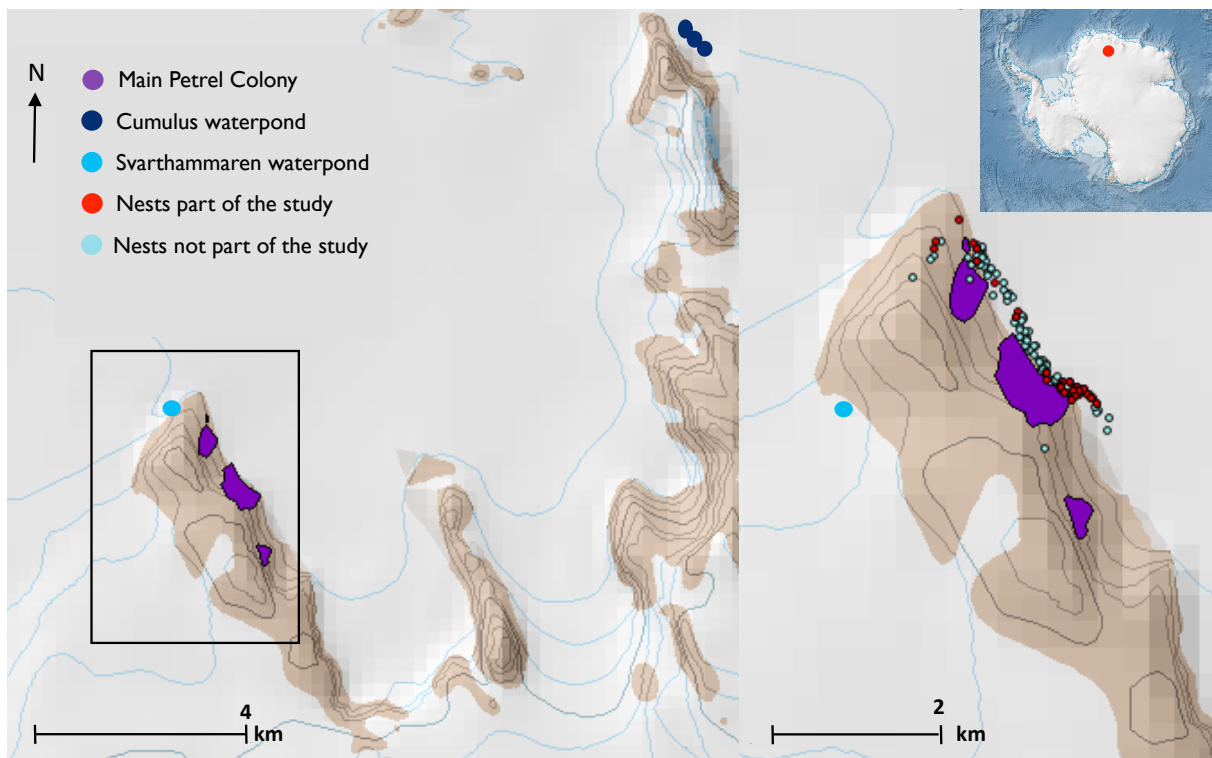 N
Main Petrel Colony
Cumulus waterpond
Svarthammaren waterpond
Nests part of the study
Nests not part of the study
4
km
2
km